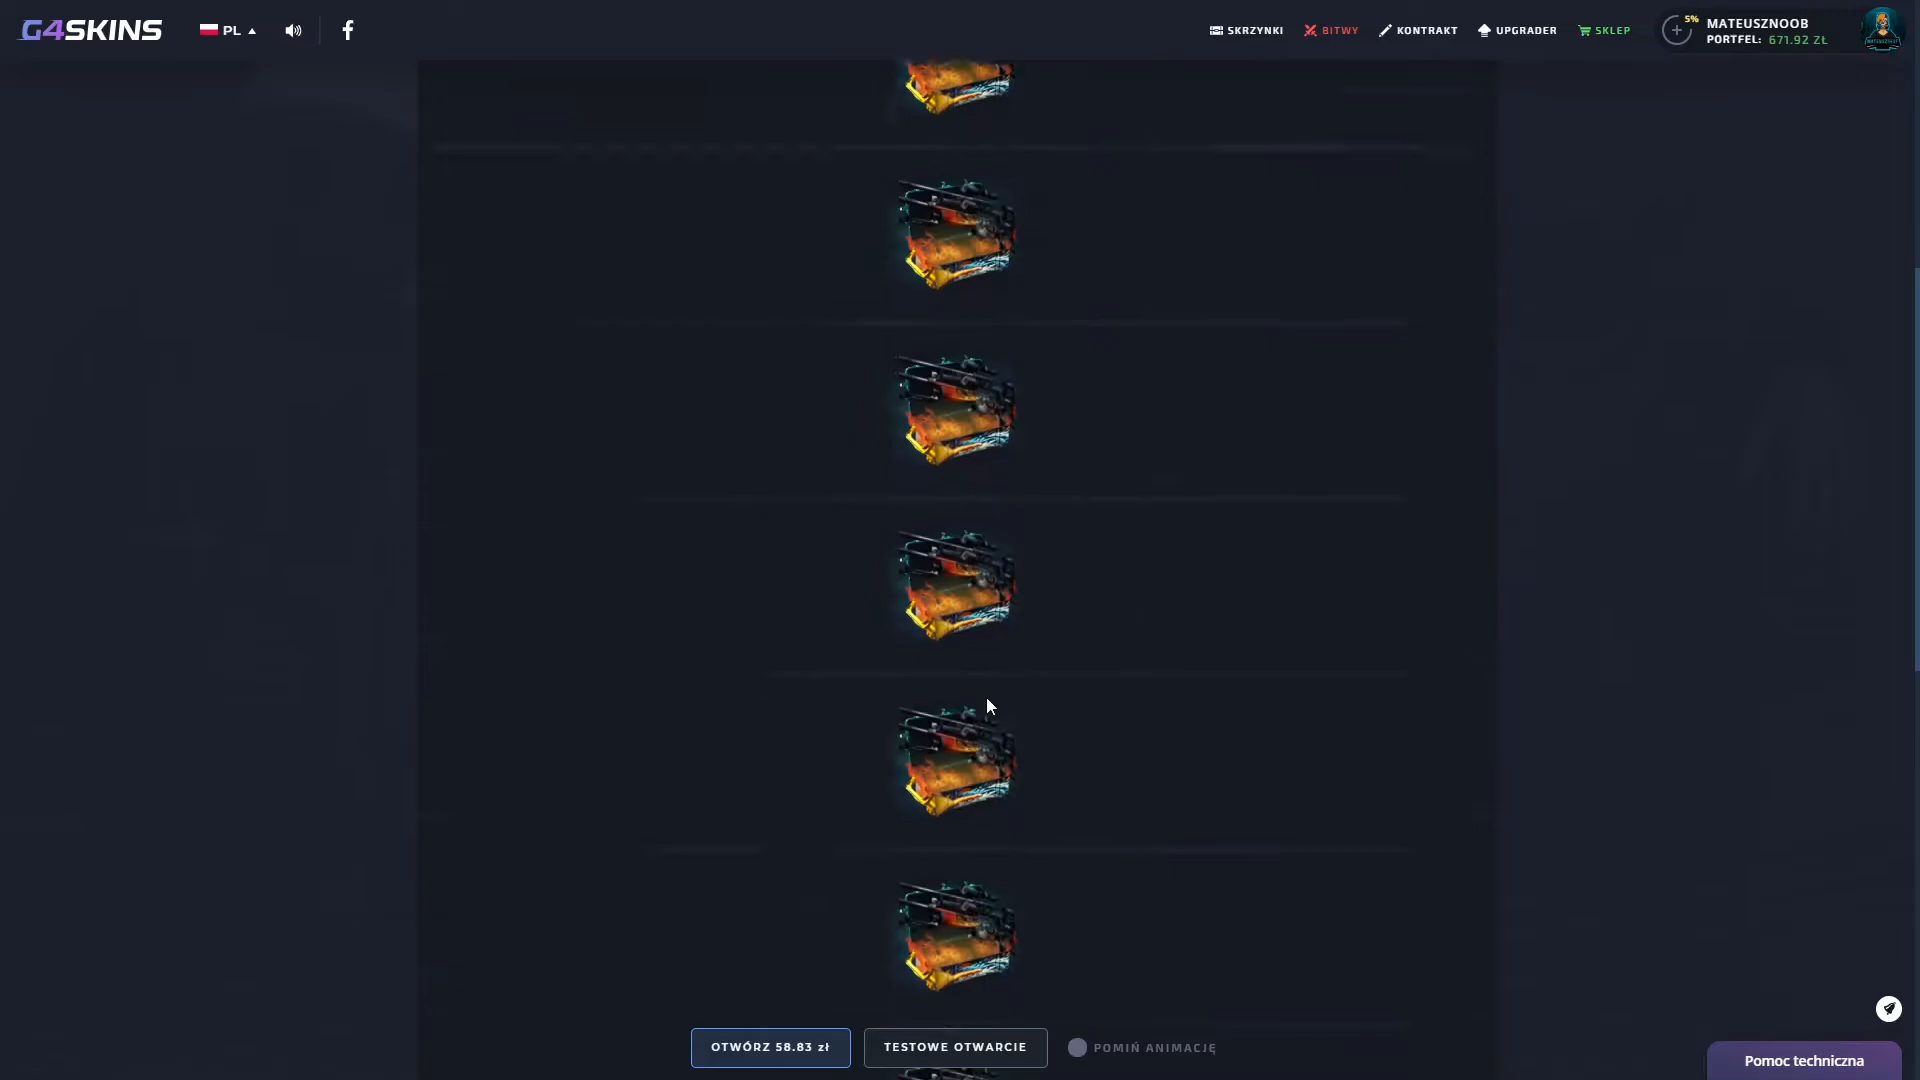 G4SKINS
PL
SKRZYNKI
BITWY
KONTRAKT
UPGRADER
SKLEP
5%
MATEUSZNOOB
PORTFEL: 671.92 ZŁ
OTWÓRZ 58.83 zł
TESTOWE OTWARCIE
POMIŃ ANIMACJĘ
Pomoc techniczna